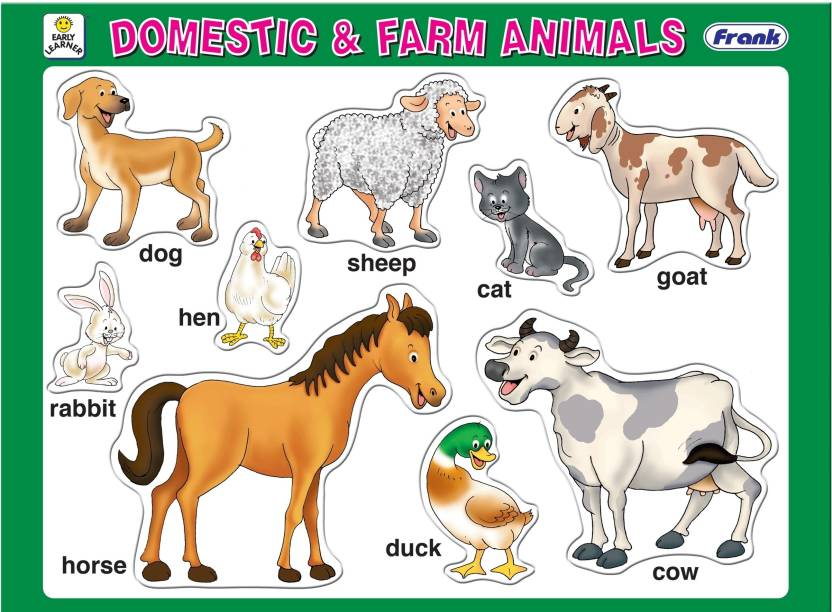 EARLY
LEARNER
DOMESTIC & FARM ANIMALS
Frank
dog
sheep
cat
goat
hen
rabbit
horse
duck
cow